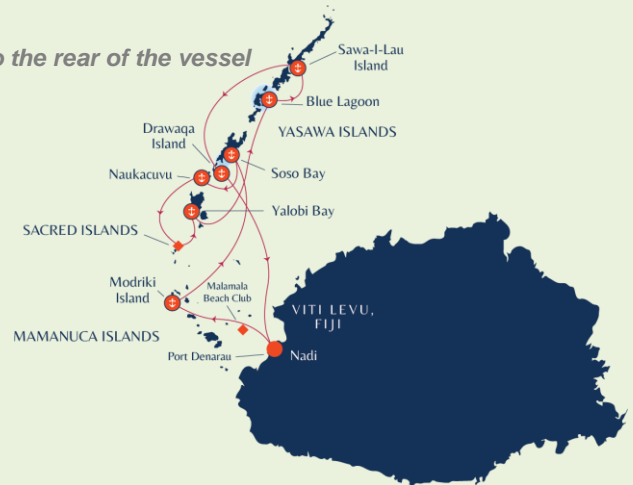 o the rear of the vessel
Sawa-I-Lau
Island
Blue Lagoon
Drawaqa
Island
YASAWA ISLANDS
Naukacuvu
Soso Bay
Yalobi Bay
SACRED ISLANDS
Modriki
Island
Malamala
Beach Club
VITI LEVU,
FIJI
MAMANUCA ISLANDS
Port Denarau
Nadi